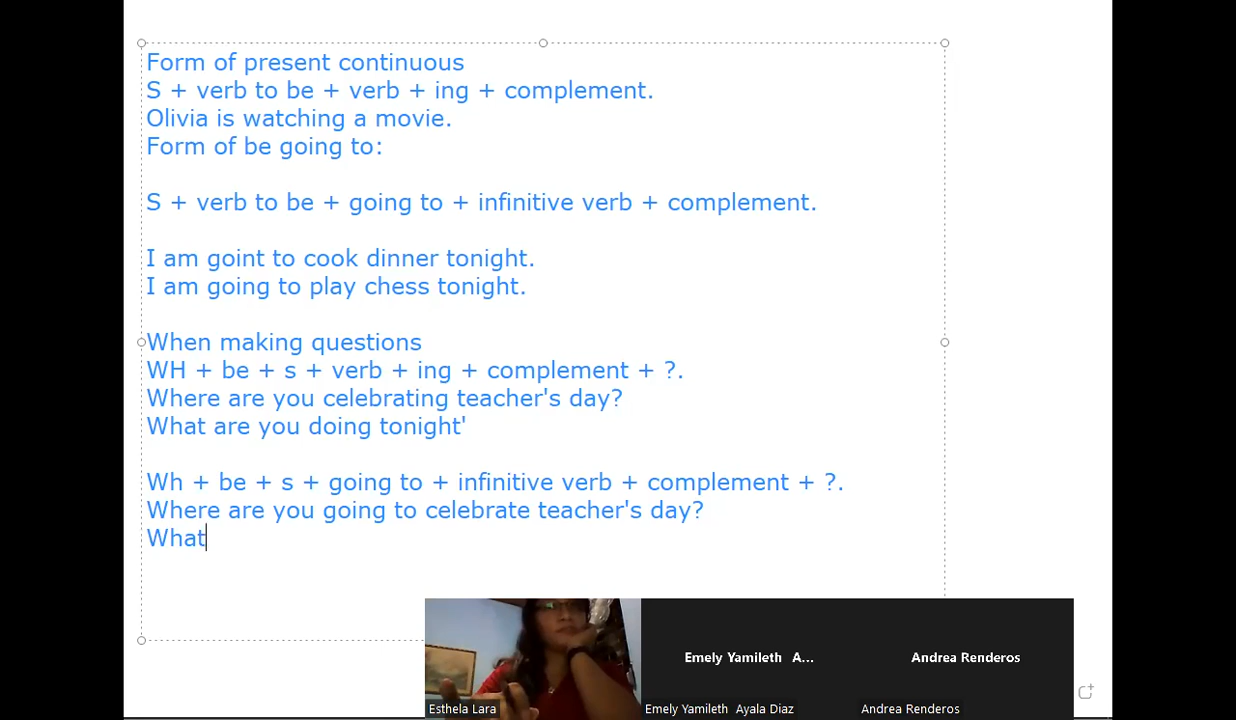 Form of present continuous
S + verb to be + verb + ing + complement.
Olivia is watching a movie.
Form of be going to:
S + verb to be + going to + infinitive verb + complement.
I am goint to cook dinner tonight.
I am going to play chess tonight.
When making questions
WH + be + s + verb + ing + complement + ?.
Where are you celebrating teacher's day?
What are you doing tonight'
Wh + be + s + going to + infinitive verb + complement + ?.
Where are you going to celebrate teacher's day?
What
Emely Yamileth A...
Andrea Renderos
Esthela Lara
Emely Yamileth Ayala Diaz
Andrea Renderos